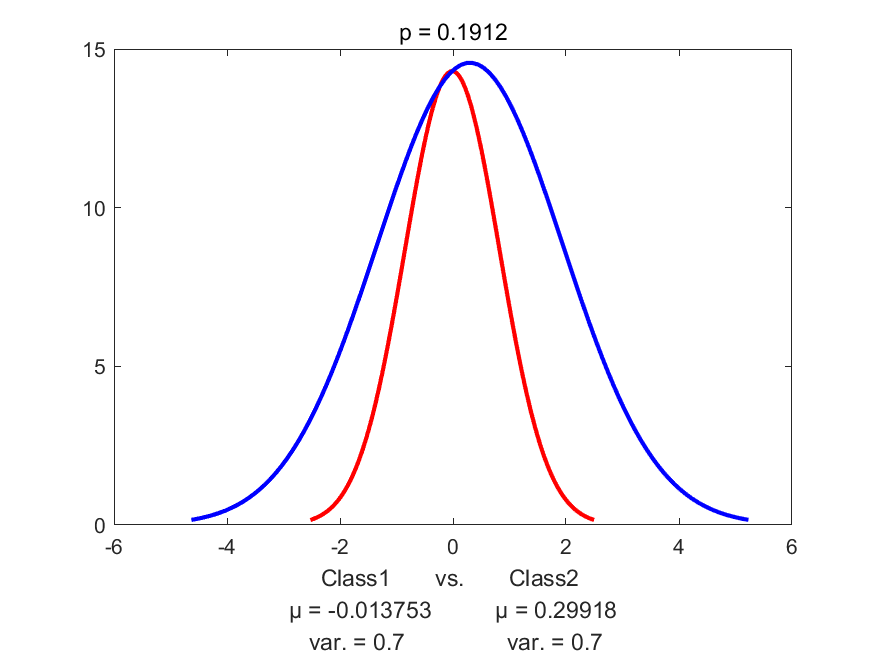 p = 0.1912
15
10
5
0
-6 -4 -2 0 2 4 6
Class1 vs. Class2
μ = -0.013753 μ = 0.29918
var. = 0.7 var. = 0.7